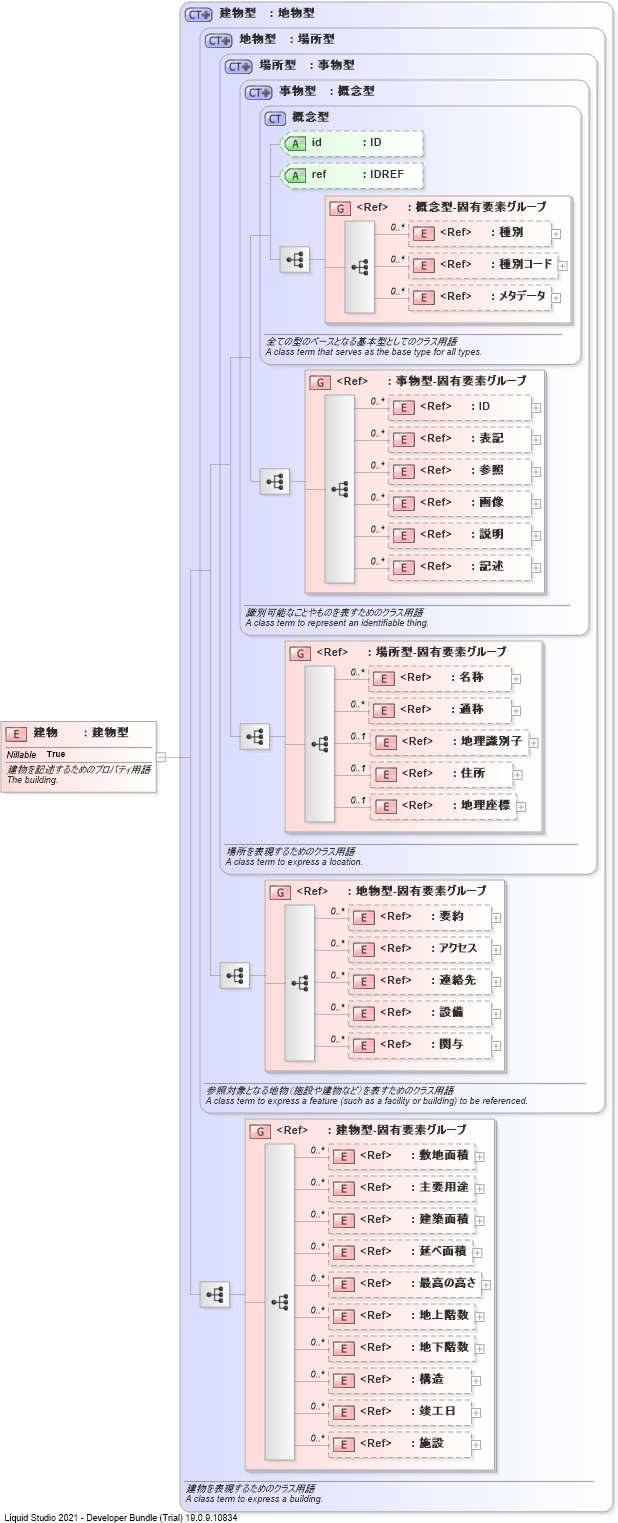 CT+ 建物型 : 地物型
CT+ 地物型 : 場所型
CT+ 場所型 : 事物型
CT+ 事物型 : 概念型
CT 概念型
A id : ID
A ref : IDREF
G <Ref> : 概念型-固有要素グループ
0..* E <Ref> : 種別
0..* E <Ref> : 種別コード
0..* E <Ref> : メタデータ
全ての型のベースとなる基本型としてのクラス用語
A class term that serves as the base type for all types.
G <Ref> : 事物型-固有要素グループ
0..* E <Ref> : ID
0..* E <Ref> : 表記
0..* E <Ref> : 参照
0..* E <Ref> : 画像
0..* E <Ref> : 説明
0..* E <Ref> : 記述
識別可能なことやものを表すためのクラス用語
A class term to represent an identifiable thing.
G <Ref> : 場所型-固有要素グループ
0..* E <Ref> : 名称
0..* E <Ref> : 通称
0..1 E <Ref> : 地理識別子
0..1 E <Ref> : 住所
0..1 E <Ref> : 地理座標
E 建物 : 建物型
Nillable True
建物を記述するためのプロパティ用語
The building.
場所を表現するためのクラス用語
A class term to express a location.
G <Ref> : 地物型-固有要素グループ
0..* E <Ref> : 要約
0..* E <Ref> : アクセス
0..* E <Ref> : 連絡先
0..* E <Ref> : 設備
0..* E <Ref> : 関与
参照対象となる地物（施設や建物など）を表すためのクラス用語
A class term to express a feature (such as a facility or building) to be referenced.
G <Ref> : 建物型-固有要素グループ
0..* E <Ref> : 敷地面積
0..* E <Ref> : 主要用途
0..* E <Ref> : 建築面積
0..* E <Ref> : 延べ面積
0..* E <Ref> : 最高の高さ
0..* E <Ref> : 地上階数
0..* E <Ref> : 地下階数
0..* E <Ref> : 構造
0..* E <Ref> : 竣工日
0..* E <Ref> : 施設
建物を表現するためのクラス用語
A class term to express a building.
Liquid Studio 2021 - Developer Bundle (Trial) 19.0.9.10834